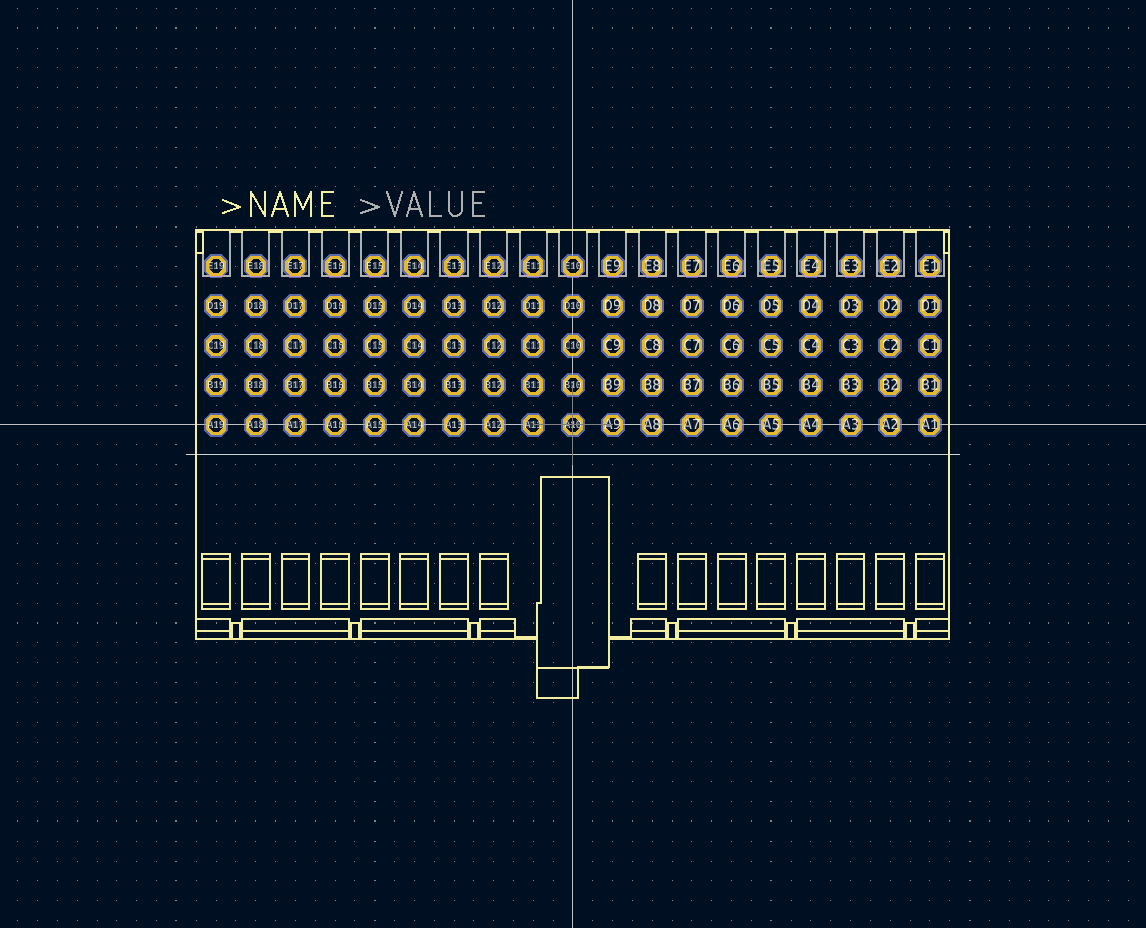 >NAME >VALUE
E19 E18 E17 E16 E15 E14 E13 E12 E11 E10 E9 E8 E7 E6 E5 E4 E3 E2 E1
D19 D18 D17 D16 D15 D14 D13 D12 D11 D10 D9 D8 D7 D6 D5 D4 D3 D2 D1
C19 C18 C17 C16 C15 C14 C13 C12 C11 C10 C9 C8 C7 C6 C5 C4 C3 C2 C1
B19 B18 B17 B16 B15 B14 B13 B12 B11 B10 B9 B8 B7 B6 B5 B4 B3 B2 B1
A19 A18 A17 A16 A15 A14 A13 A12 A11 A10 A9 A8 A7 A6 A5 A4 A3 A2 A1